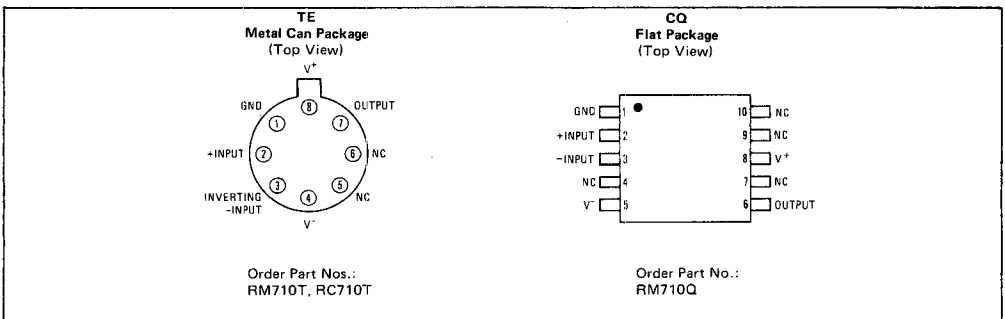 TE
Metal Can Package
(Top View)
V+
GND
8
OUTPUT
1
7
+INPUT
2
6
NC
3
5
INVERTING
-INPUT
4
NC
V-
Order Part Nos.:
RM710T, RC710T
CQ
Flat Package
(Top View)
GND 1 10 NC
+INPUT 2 9 NC
-INPUT 3 8 V+
NC 4 7 NC
V- 5 6 OUTPUT
Order Part No.:
RM710Q